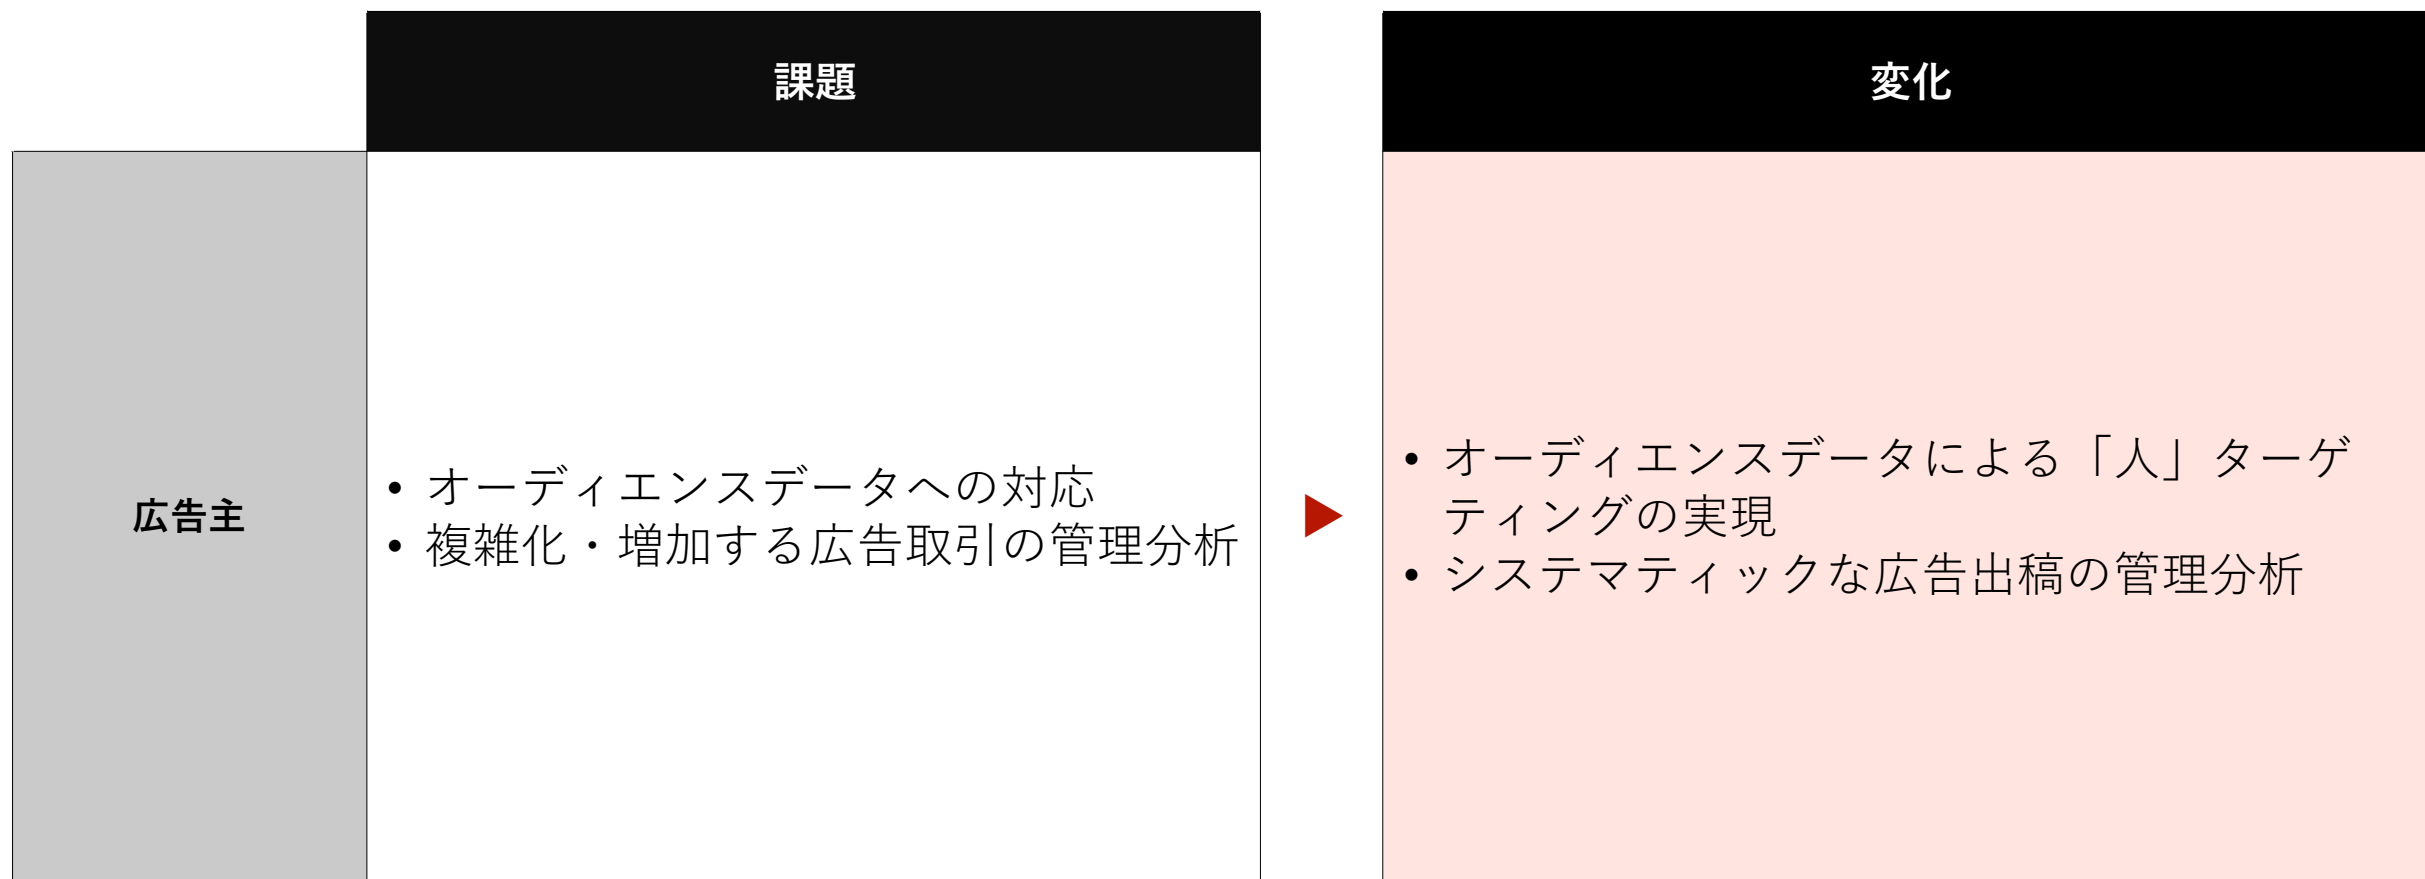 課題
変化
広告主
• オーディエンスデータへの対応
• 複雑化・増加する広告取引の管理分析
• オーディエンスデータによる「人」ターゲ
ティングの実現
• システマティックな広告出稿の管理分析